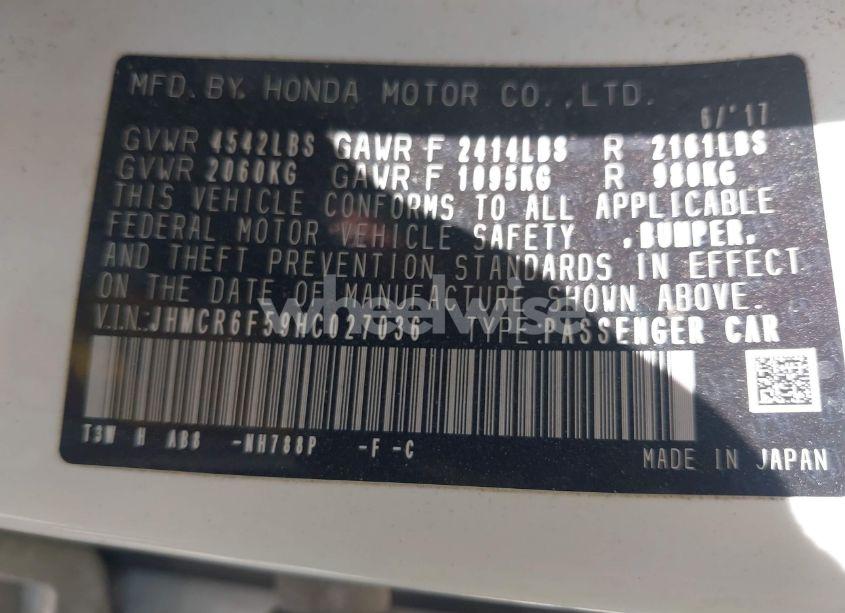 MFD. BY. HONDA MOTOR CO.,LTD.
6/'17
GVWR 4542LBS GAWR F 2414LBS R 2161LBS
GVWR 2060KG GAWR F 1095KG R 980KG
THIS VEHICLE CONFORMS TO ALL APPLICABLE
FEDERAL MOTOR VEHICLE SAFETY ,BUMPER,
AND THEFT PREVENTION STANDARDS IN EFFECT
ON THE DATE OF MANUFACTURE SHOWN ABOVE.
wheelwise
V.I.N:JHMCR6F59HC027036 TYPE:PASSENGER CAR
T3W H AB8 -NH788P -F -C
MADE IN JAPAN